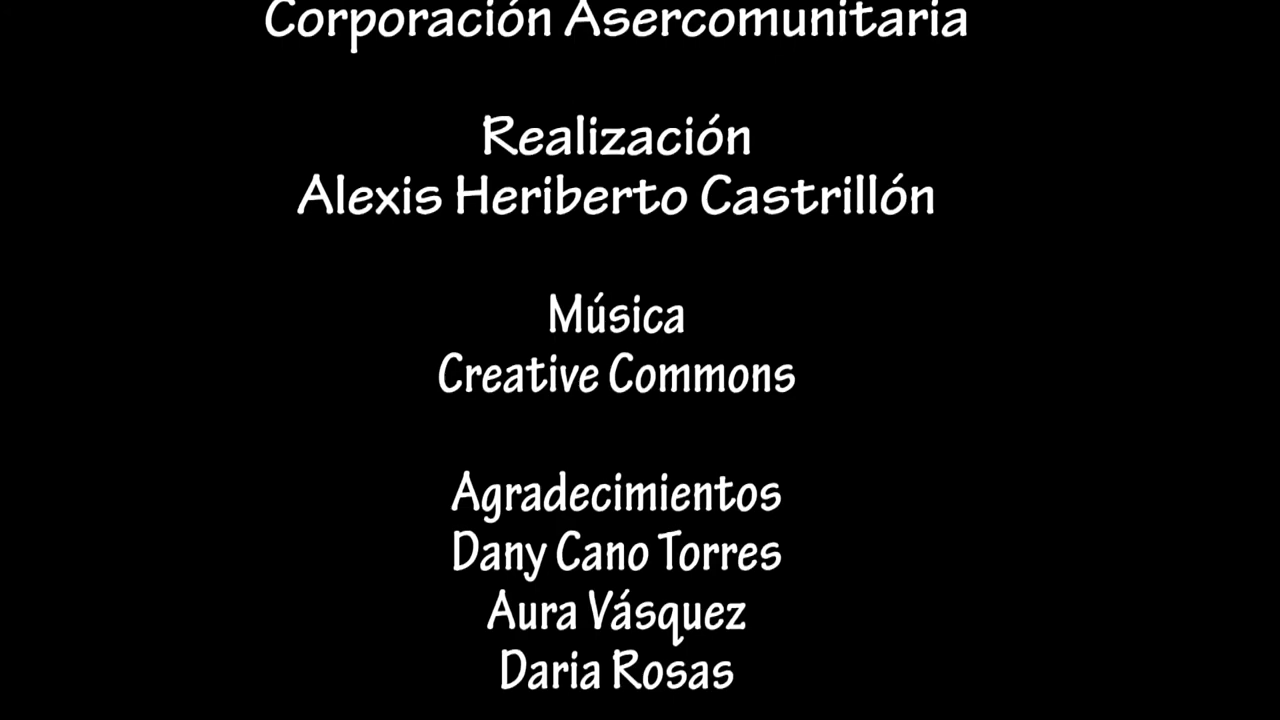 Corporación Asercomunitaria
Realización
Alexis Heriberto Castrillón
Música
Creative Commons
Agradecimientos
Dany Cano Torres
Aura Vásquez
Daria Rosas